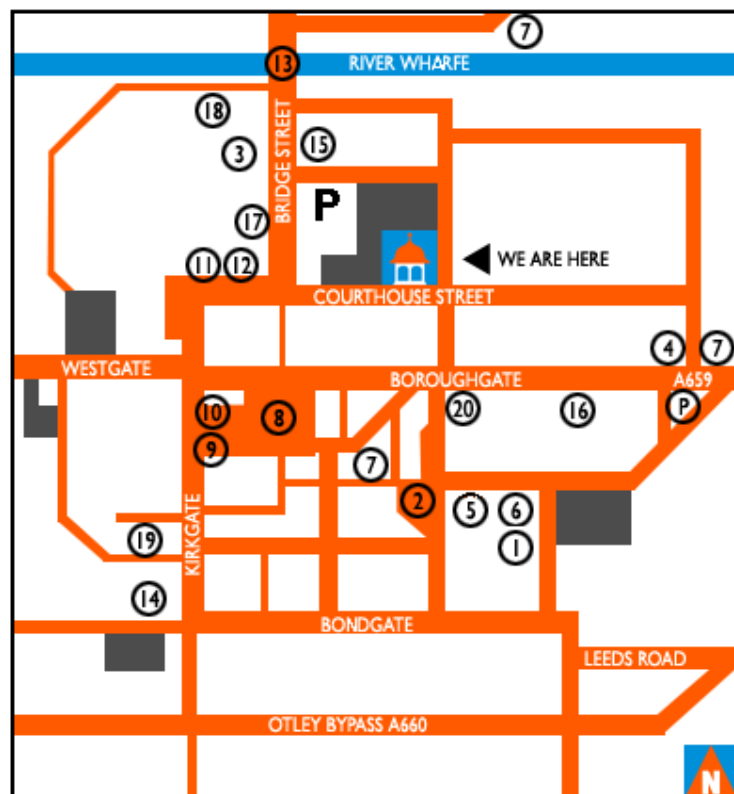 7
13
RIVER WHARFE
18
BRIDGE STREET
15
3
P
17
11
12
WE ARE HERE
COURTHOUSE STREET
4
7
WESTGATE
BOROUGHGATE
A659
10
8
20
16
P
9
7
2
5
6
KIRKGATE
19
1
14
BONDGATE
LEEDS ROAD
OTLEY BYPASS A660
N